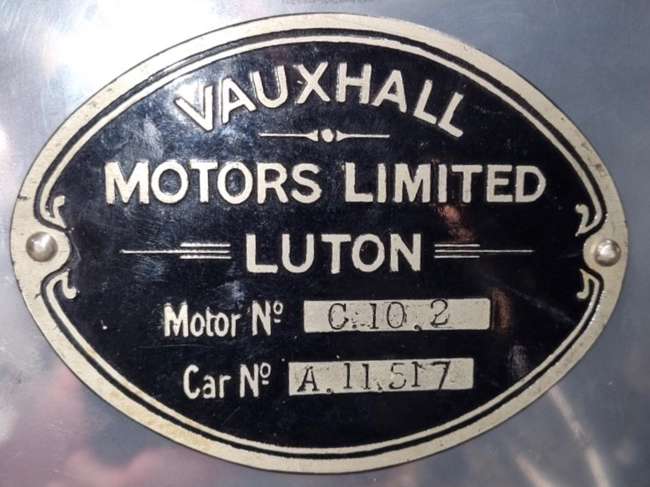 VAUXHALL
MOTORS LIMITED
LUTON
Motor Nº C.10.2
Car Nº A.11.517